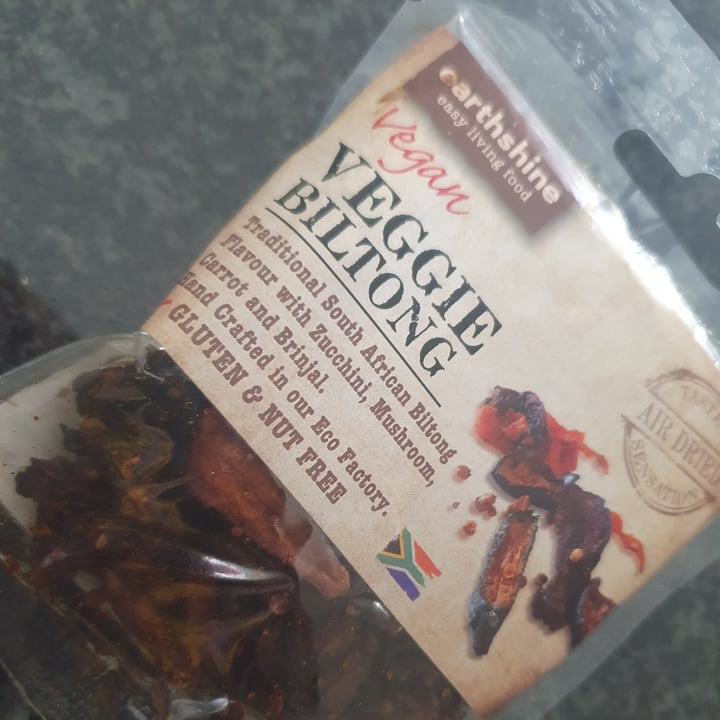 earthshine
easy living food
Vegan
VEGGIE
BILTONG
Traditional South African Biltong
Flavour with Zucchini, Mushroom,
Carrot and Brinjal.
Hand Crafted in our Eco Factory.
GLUTEN & NUT FREE
AIR DRIED
SENSATION